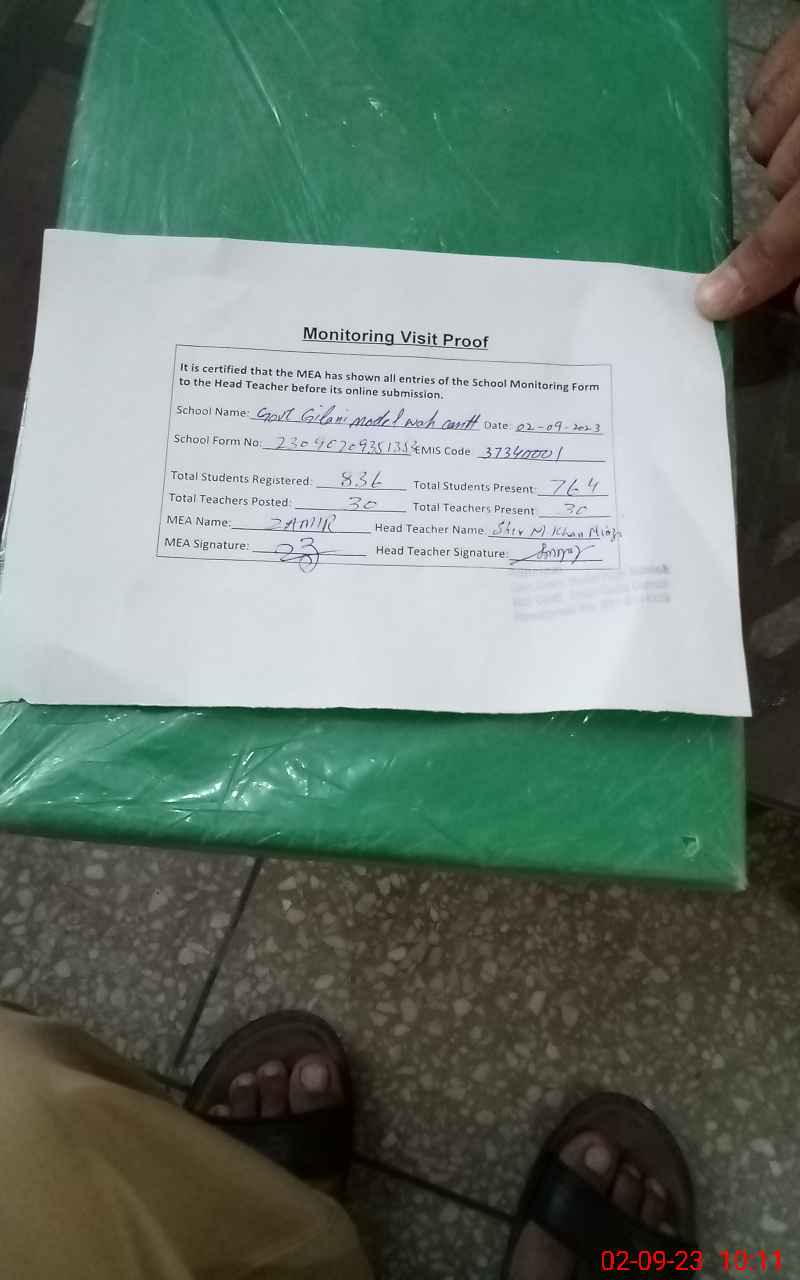 Monitoring Visit Proof
It is certified that the MEA has shown all entries of the School Monitoring Form
to the Head Teacher before its online submission.
School Name: Govt Gilani model wah cantt Date: 02-09-2023
School Form No: EMIS Code 37340001
Total Students Registered: 836 Total Students Present: 764
Total Teachers Posted: 30 Total Teachers Present: 30
MEA Name: ZAMIR Head Teacher Name: Sher M Khan
MEA Signature: Head Teacher Signature:
02-09-23 10:11